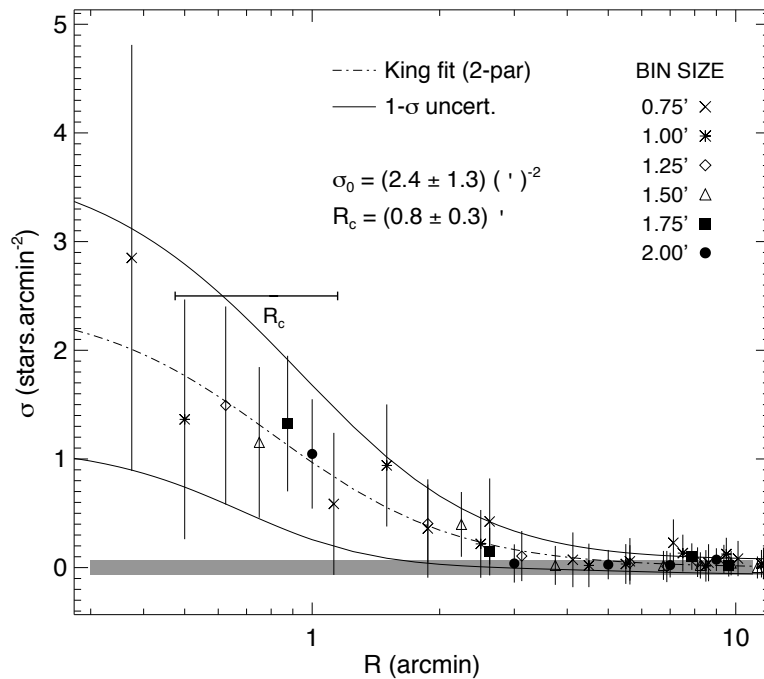 King fit (2-par)
1-σ uncert.
σ₀ = (2.4 ± 1.3) ( ' )⁻²
R_c = (0.8 ± 0.3) '
BIN SIZE
0.75'
1.00'
1.25'
1.50'
1.75'
2.00'
R_c
5
4
3
2
1
0
σ (stars.arcmin⁻²)
1
10
R (arcmin)